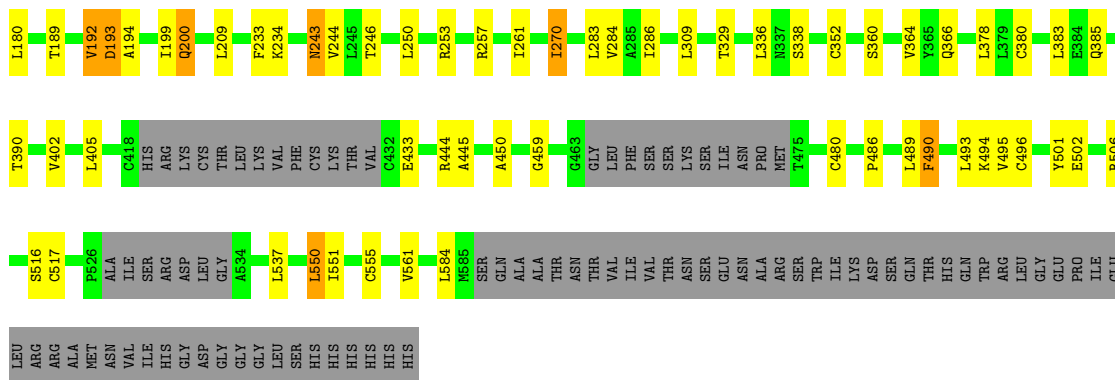 L180 T189 V192 D193 A194 I199 Q200 L209 F233 K234 N243 V244 L245 T246 L250 R253 R257 I261 I270 L283 V284 A285 I286 L309 T329 L336 N337 S338 C352 S360 V364 Y365 Q366 L378 L379 C380 L383 E384 Q385
T390 V402 L405 C418 HIS ARG LYS CYS THR LEU LYS VAL PHE CYS LYS THR VAL C432 E433 R444 A445 A450 G459 G463 GLY LEU PHE SER SER LYS SER ILE ASN PRO MET T475 C480 P486 L489 F490 L493 K494 V495 C496 Y501 E502
S516 C517 P526 ALA ILE SER ARG ASP LEU GLY A534 L537 L550 I551 C555 V561 L584 M585 SER GLN ALA ALA THR ASN THR VAL ILE VAL THR ASN SER GLU ASN ALA ARG SER TRP ILE LYS ASP SER GLN THR HIS GLN TRP ARG LEU GLY GLU PRO ILE
LEU ARG ARG ALA MET ASN VAL ILE HIS GLY ASP GLY GLY LEU SER HIS HIS HIS HIS HIS HIS